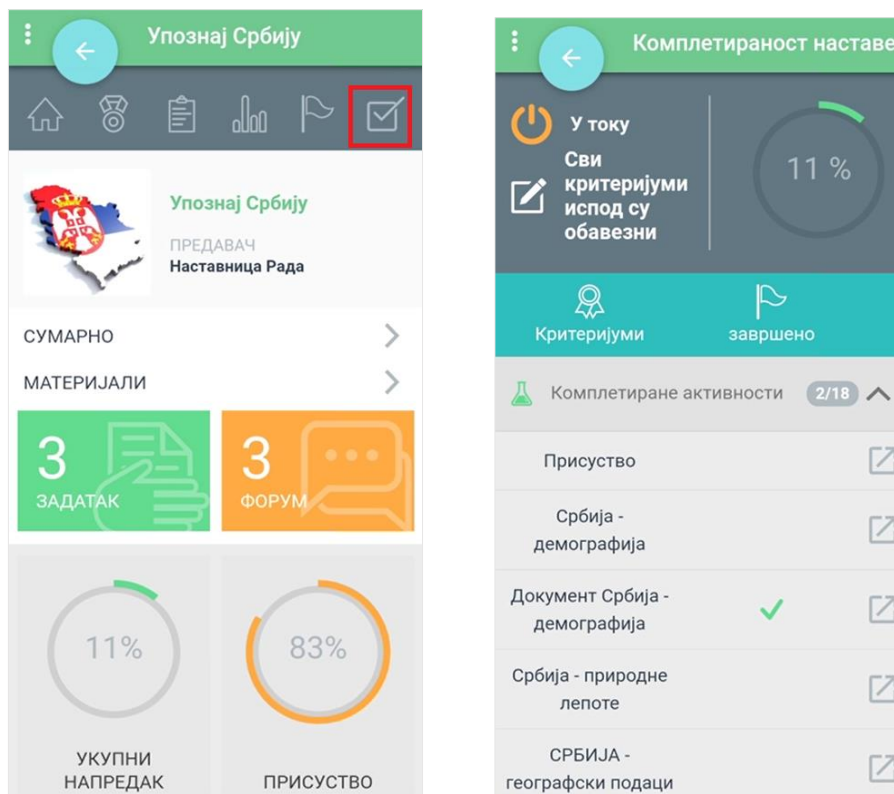 Упознај Србију
Упознај Србију
ПРЕДАВАЧ
Наставница Рада
СУМАРНО
МАТЕРИЈАЛИ
3
ЗАДАТАК
3
ФОРУМ
11%
УКУПНИ
НАПРЕДАК
83%
ПРИСУСТВО
Комплетираност наставе
У току
Сви
критеријуми
испод су
обавезни
11 %
Критеријуми
завршено
Комплетиране активности 2/18
Присуство
Србија -
демографија
Документ Србија -
демографија
Србија - природне
лепоте
СРБИЈА -
географски подаци